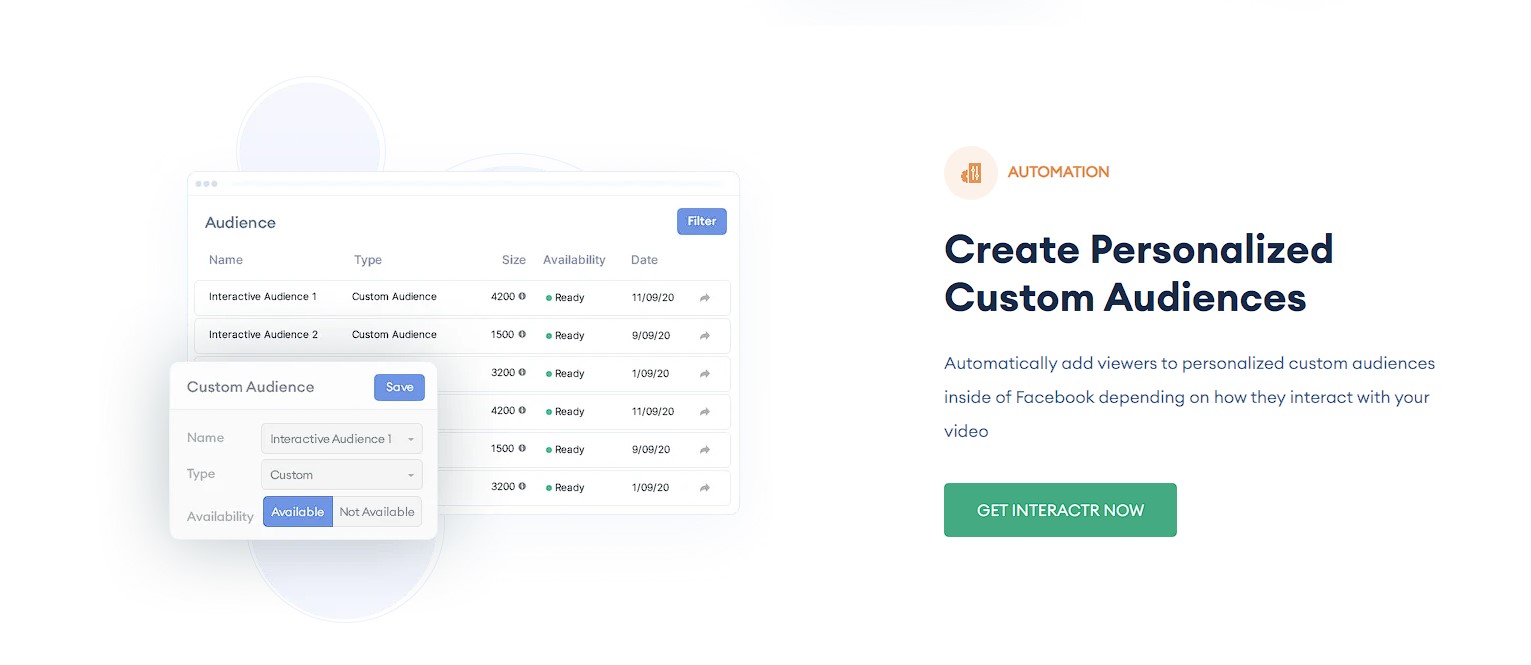 Audience
Filter
Name Type Size Availability Date
Interactive Audience 1 Custom Audience 4200 Ready 11/09/20
Interactive Audience 2 Custom Audience 1500 Ready 9/09/20
3200 Ready 1/09/20
4200 Ready 11/09/20
1500 Ready 9/09/20
3200 Ready 1/09/20
Custom Audience
Save
Name Interactive Audience 1
Type Custom
Availability Available Not Available
AUTOMATION
Create Personalized
Custom Audiences
Automatically add viewers to personalized custom audiences
inside of Facebook depending on how they interact with your
video
GET INTERACTR NOW